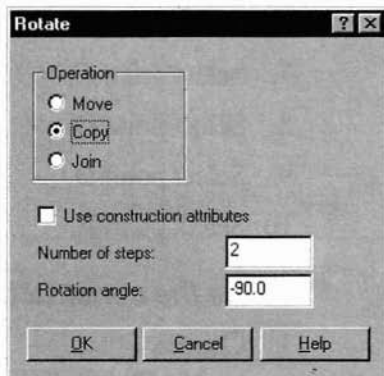 Rotate
Operation
Move
Copy
Join
Use construction attributes
Number of steps: 2
Rotation angle: -90.0
OK Cancel Help